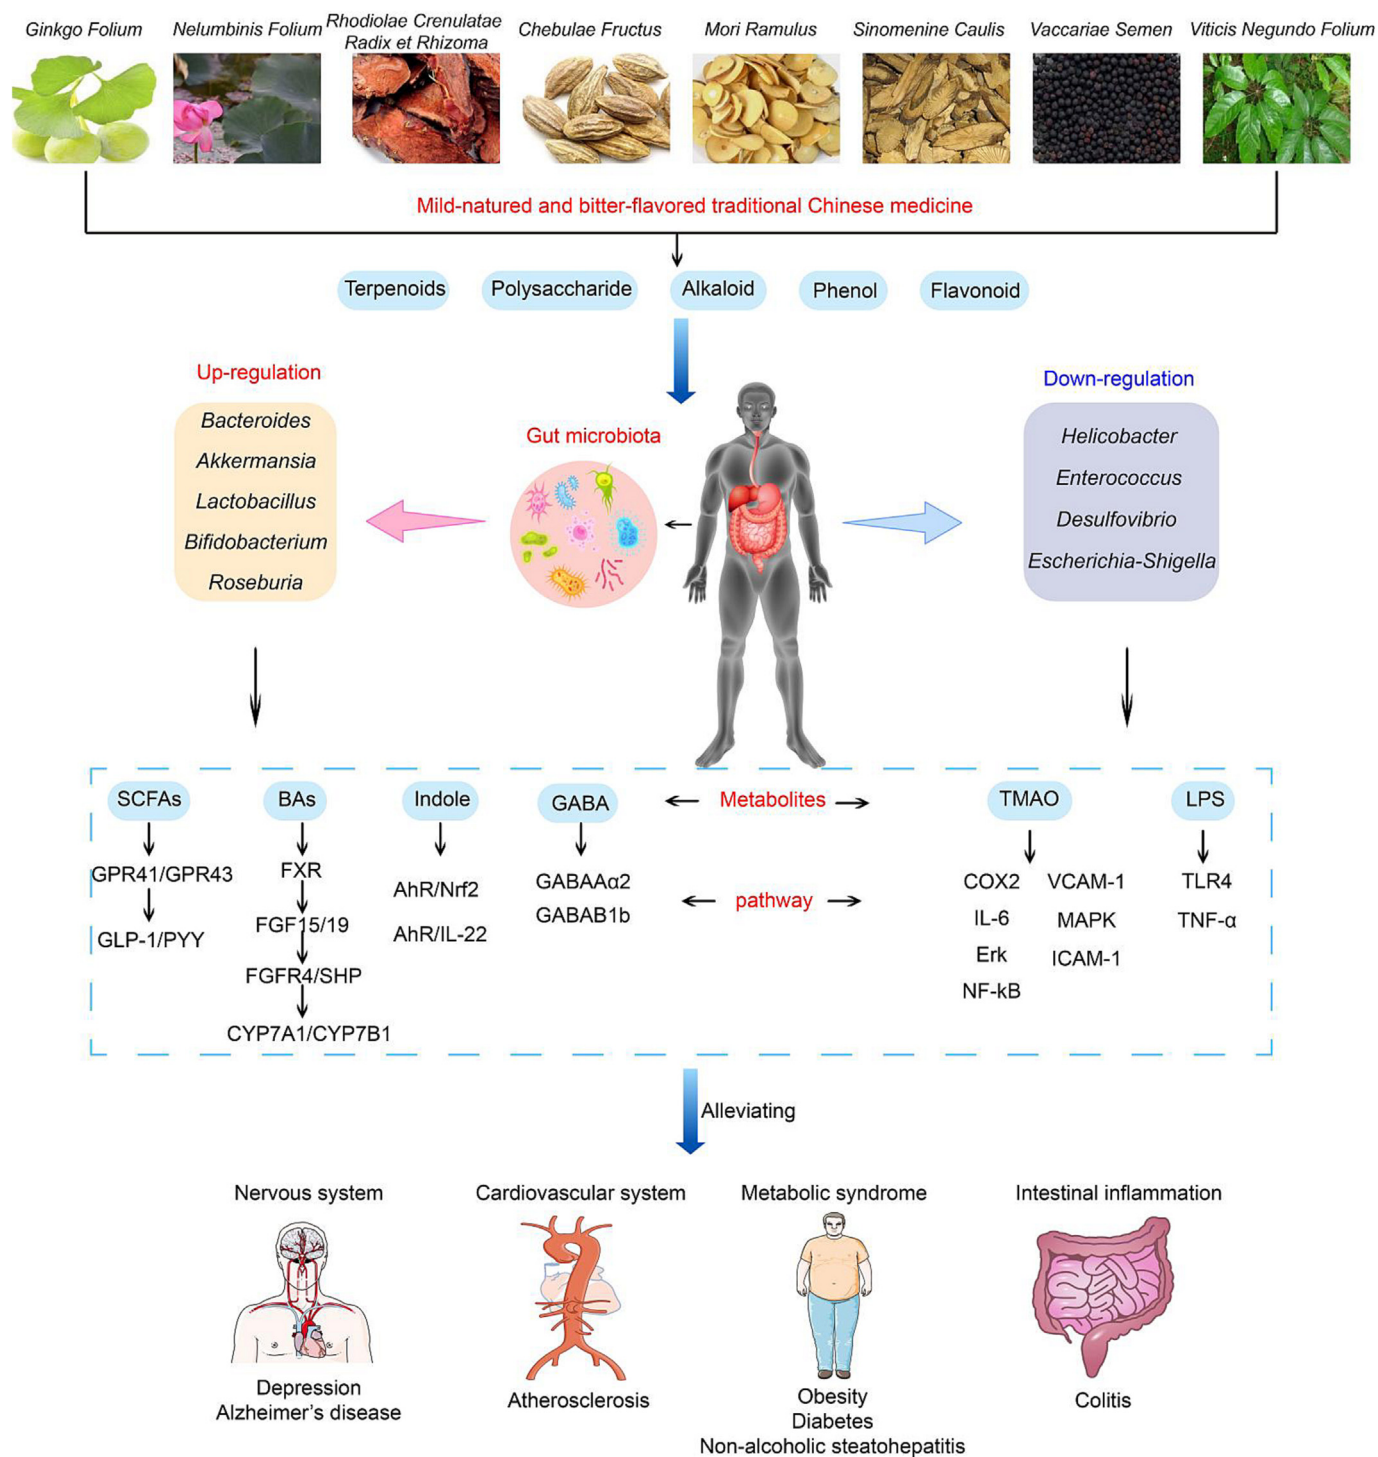 Ginkgo Folium
Nelumbinis Folium
Rhodiolae Crenulatae
Radix et Rhizoma
Chebulae Fructus
Mori Ramulus
Sinomenine Caulis
Vaccariae Semen
Viticis Negundo Folium
Mild-natured and bitter-flavored traditional Chinese medicine
Terpenoids
Polysaccharide
Alkaloid
Phenol
Flavonoid
Up-regulation
Bacteroides
Akkermansia
Lactobacillus
Bifidobacterium
Roseburia
Gut microbiota
Down-regulation
Helicobacter
Enterococcus
Desulfovibrio
Escherichia-Shigella
SCFAs
GPR41/GPR43
GLP-1/PYY
BAs
FXR
FGF15/19
FGFR4/SHP
CYP7A1/CYP7B1
Indole
AhR/Nrf2
AhR/IL-22
GABA
GABAAα2
GABAB1b
Metabolites
pathway
TMAO
COX2
IL-6
Erk
NF-kB
VCAM-1
MAPK
ICAM-1
LPS
TLR4
TNF-α
Alleviating
Nervous system
Depression
Alzheimer's disease
Cardiovascular system
Atherosclerosis
Metabolic syndrome
Obesity
Diabetes
Non-alcoholic steatohepatitis
Intestinal inflammation
Colitis